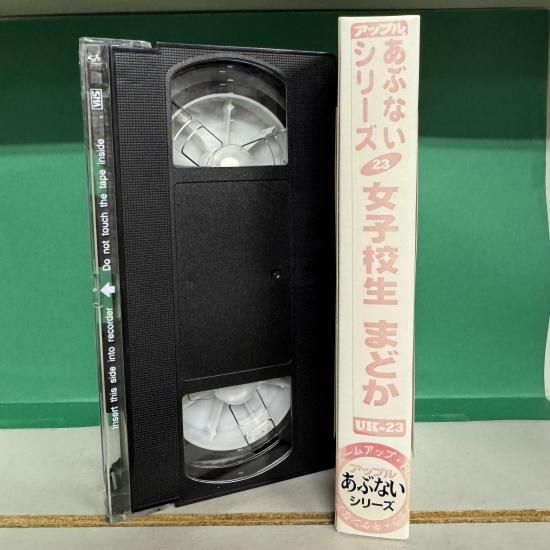 VHS
Do not touch the tape inside
Insert this side into recorder
アップル
あぶない
シリーズ
23
女子校生 まどか
UK-23
アップル
あぶない
シリーズ